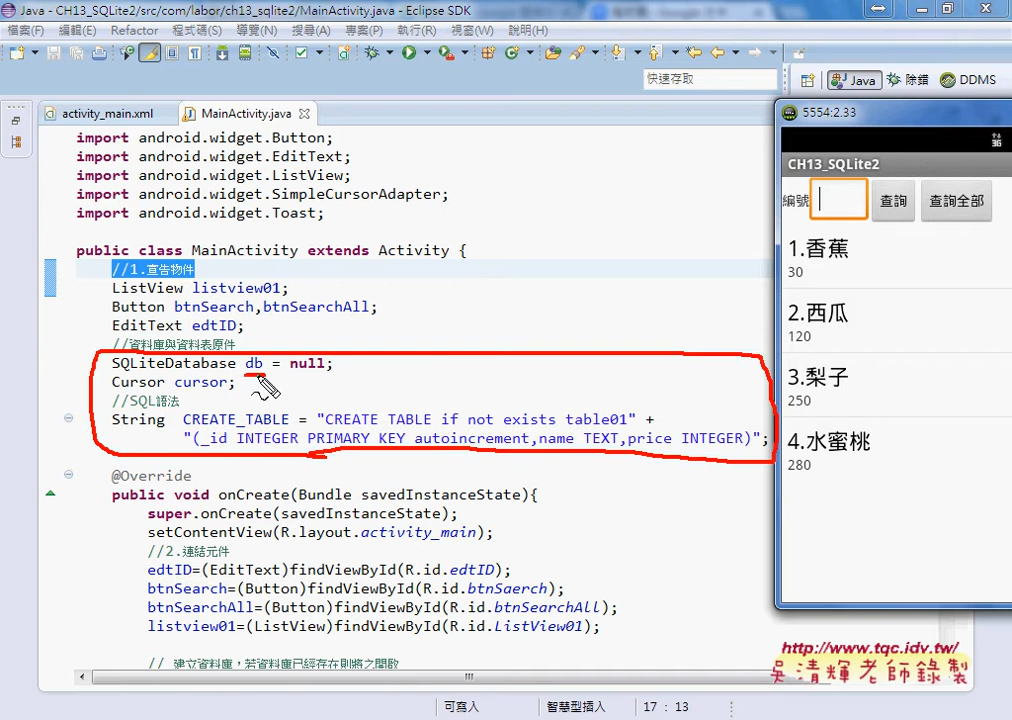 Java - CH13_SQLite2/src/com/labor/ch13_sqlite2/MainActivity.java - Eclipse SDK
檔案(F) 編輯(E) Refactor 程式碼(S) 導覽(N) 搜尋(A) 專案(P) 執行(R) 視窗(W) 說明(H)
快速存取
Java 除錯 DDMS
activity_main.xml MainActivity.java
import android.widget.Button;
import android.widget.EditText;
import android.widget.ListView;
import android.widget.SimpleCursorAdapter;
import android.widget.Toast;
public class MainActivity extends Activity {
//1.宣告物件
ListView listview01;
Button btnSearch,btnSearchAll;
EditText edtID;
//資料庫與資料表原件
SQLiteDatabase db = null;
Cursor cursor;
//SQL語法
String CREATE_TABLE = "CREATE TABLE if not exists table01" +
"(_id INTEGER PRIMARY KEY autoincrement,name TEXT,price INTEGER)";
@Override
public void onCreate(Bundle savedInstanceState){
super.onCreate(savedInstanceState);
setContentView(R.layout.activity_main);
//2.連結元件
edtID=(EditText)findViewById(R.id.edtID);
btnSearch=(Button)findViewById(R.id.btnSaerch);
btnSearchAll=(Button)findViewById(R.id.btnSearchAll);
listview01=(ListView)findViewById(R.id.ListView01);
// 建立資料庫，若資料庫已經存在則將之開啟
5554:2.33
CH13_SQLite2
編號 查詢 查詢全部
1.香蕉
30
2.西瓜
120
3.梨子
250
4.水蜜桃
280
http://www.tqc.idv.tw/
吳清輝老師錄製
可寫入 智慧型插入 17 : 13